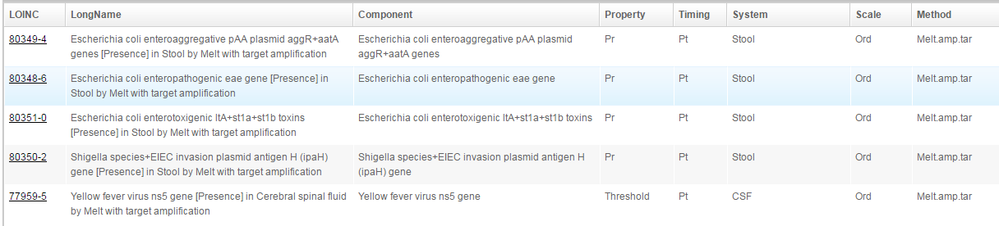 LOINC LongName Component Property Timing System Scale Method
80349-4 Escherichia coli enteroaggregative pAA plasmid aggR+aatA Escherichia coli enteroaggregative pAA plasmid Pr Pt Stool Ord Melt.amp.tar
genes [Presence] in Stool by Melt with target amplification aggR+aatA genes
80348-6 Escherichia coli enteropathogenic eae gene [Presence] in Escherichia coli enteropathogenic eae gene Pr Pt Stool Ord Melt.amp.tar
Stool by Melt with target amplification
80351-0 Escherichia coli enterotoxigenic ltA+st1a+st1b toxins Escherichia coli enterotoxigenic ltA+st1a+st1b toxins Pr Pt Stool Ord Melt.amp.tar
[Presence] in Stool by Melt with target amplification
80350-2 Shigella species+EIEC invasion plasmid antigen H (ipaH) Shigella species+EIEC invasion plasmid antigen H Pr Pt Stool Ord Melt.amp.tar
gene [Presence] in Stool by Melt with target amplification (ipaH) gene
77959-5 Yellow fever virus ns5 gene [Presence] in Cerebral spinal fluid Yellow fever virus ns5 gene Threshold Pt CSF Ord Melt.amp.tar
by Melt with target amplification